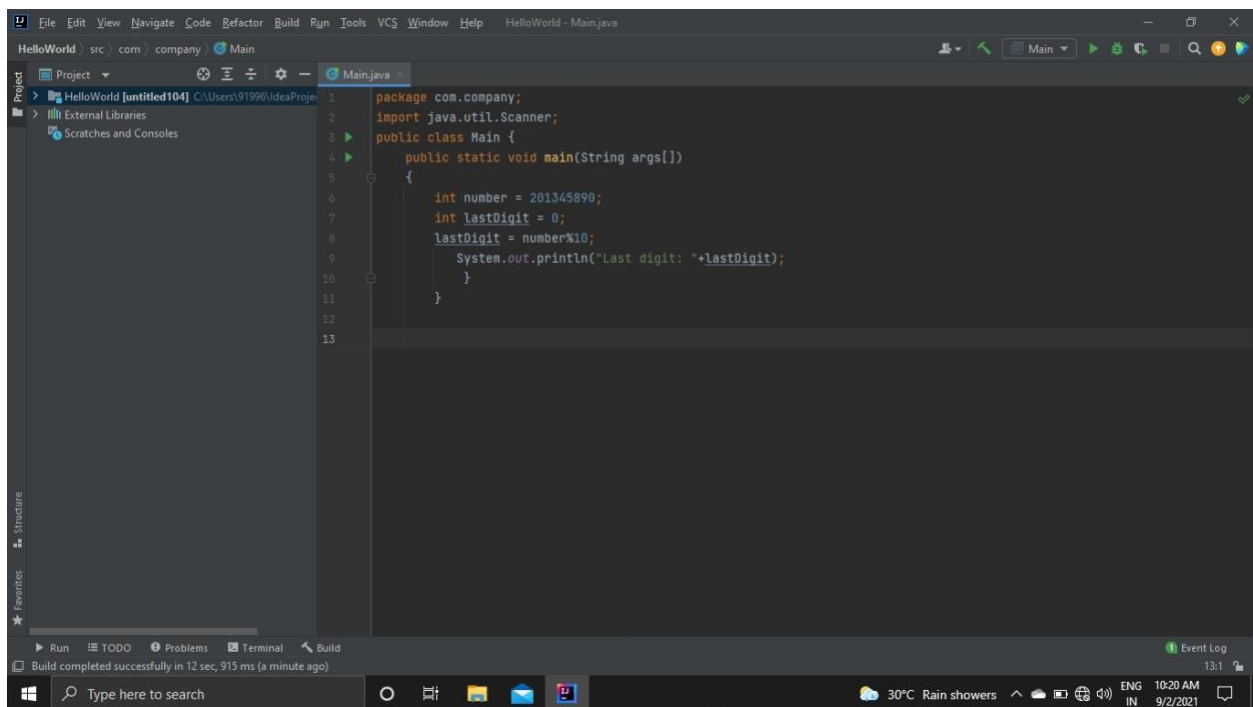 File Edit View Navigate Code Refactor Build Run Tools VCS Window Help HelloWorld - Main.java
HelloWorld src com company Main
Main
Project
Main.java
Project
HelloWorld [untitled104] C:\Users\91996\IdeaProje
External Libraries
Scratches and Consoles
1 package com.company;
2 import java.util.Scanner;
3 public class Main {
4 public static void main(String args[])
5 {
6 int number = 201345890;
7 int lastDigit = 0;
8 lastDigit = number%10;
9 System.out.println("Last digit: "+lastDigit);
10 }
11 }
12
13
Structure
Favorites
Run TODO Problems Terminal Build
1 Event Log
Build completed successfully in 12 sec, 915 ms (a minute ago)
13:1
Type here to search
30°C Rain showers
ENG
IN
10:20 AM
9/2/2021